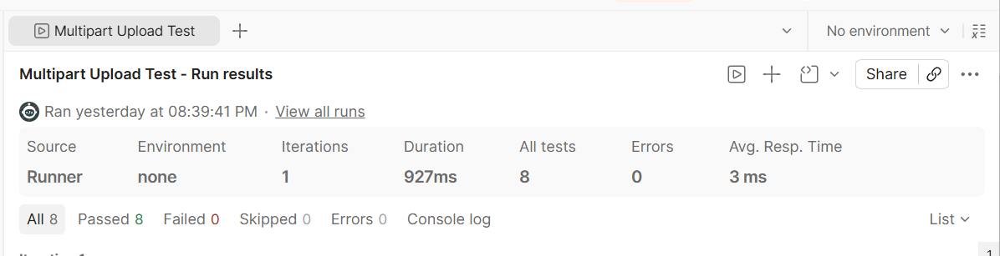 Multipart Upload Test
No environment
Multipart Upload Test - Run results
Share
Ran yesterday at 08:39:41 PM · View all runs
Source Environment Iterations Duration All tests Errors Avg. Resp. Time
Runner none 1 927ms 8 0 3 ms
All 8 Passed 8 Failed 0 Skipped 0 Errors 0 Console log List
1